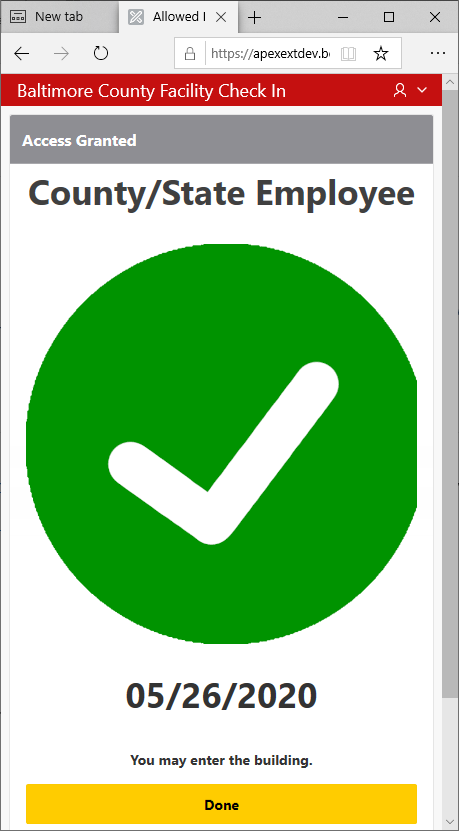 New tab
Allowed I
https://apexextdev.b
Baltimore County Facility Check In
Access Granted
County/State Employee
05/26/2020
You may enter the building.
Done